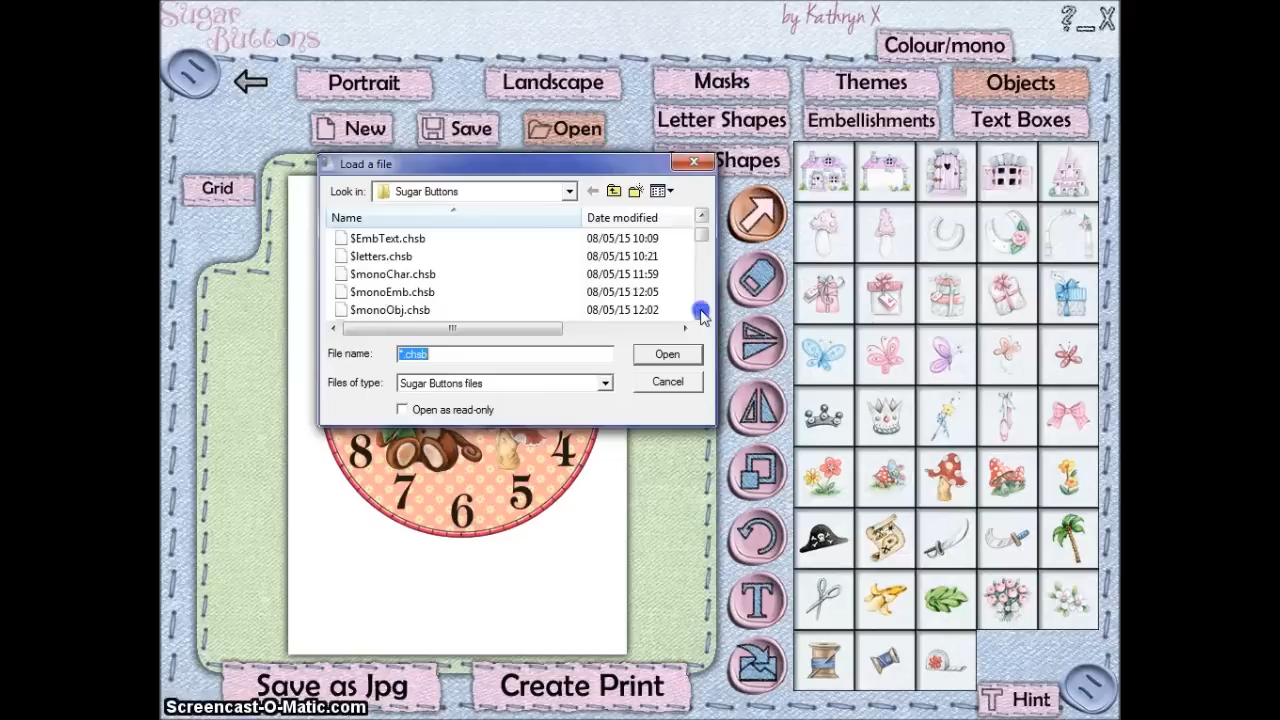 Sugar
Buttons
by Kathryn X
? _ X
Colour/mono
Portrait
Landscape
Masks
Themes
Objects
New
Save
Open
Letter Shapes
Embellishments
Text Boxes
Shapes
Grid
Load a file
Look in:
Sugar Buttons
Name
Date modified
$EmbText.chsb
08/05/15 10:09
$letters.chsb
08/05/15 10:21
$monoChar.chsb
08/05/15 11:59
$monoEmb.chsb
08/05/15 12:05
$monoObj.chsb
08/05/15 12:02
File name:
*.chsb
Open
Files of type:
Sugar Buttons files
Cancel
Open as read-only
8
4
7
5
6
T
Save as Jpg
Create Print
T Hint
Screencast-O-Matic.com